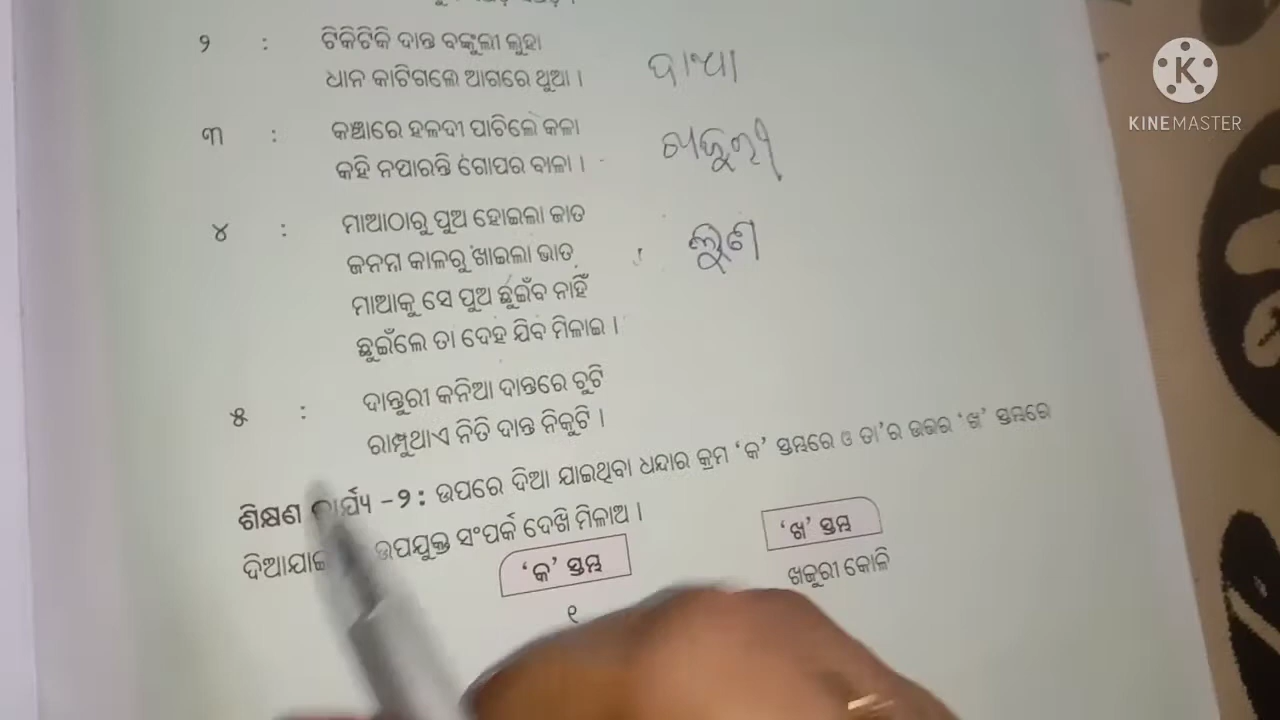 ୨ : ଟିକିଟିକି ଦାନ୍ତ ବଙ୍କୁଲୀ ଲୁହା
ଧାନ କାଟିଗଲେ ଆଗରେ ଥୁଆ । ଦାଆ
୩ : କଞ୍ଚାରେ ହଳଦୀ ପାଚିଲେ କଳା
କହି ନପାରନ୍ତି ଗୋପର ବାଳା । ଖଜୁରୀ
୪ : ମାଆଠାରୁ ପୁଅ ହୋଇଲା ଜାତ
ଜନମ କାଳରୁ ଖାଇଲା ଭାତ ଲୁଣ
ମାଆକୁ ସେ ପୁଅ ଛୁଇଁବ ନାହିଁ
ଛୁଇଁଲେ ତା ଦେହ ଯିବ ମିଳାଇ ।
୫ : ଦାନ୍ତୁରୀ କନିଆ ଦାନ୍ତରେ ଚୁଟି
ରାମ୍ପୁଥାଏ ନିତି ଦାନ୍ତ ନିକୁଟି ।
ଶିକ୍ଷଣ କାର୍ଯ୍ୟ –୨ : ଉପରେ ଦିଆ ଯାଇଥିବା ଧନ୍ଦାର କ୍ରମ ‘କ’ ସ୍ତମ୍ଭରେ ଓ ତା’ର ଉତ୍ତର ‘ଖ’ ସ୍ତମ୍ଭରେ
ଉପଯୁକ୍ତ ସଂପର୍କ ଦେଖି ମିଳାଅ ।
‘କ’ ସ୍ତମ୍ଭ ‘ଖ’ ସ୍ତମ୍ଭ
୧ ଖଜୁରୀ କୋଳି
K
KINEMASTER